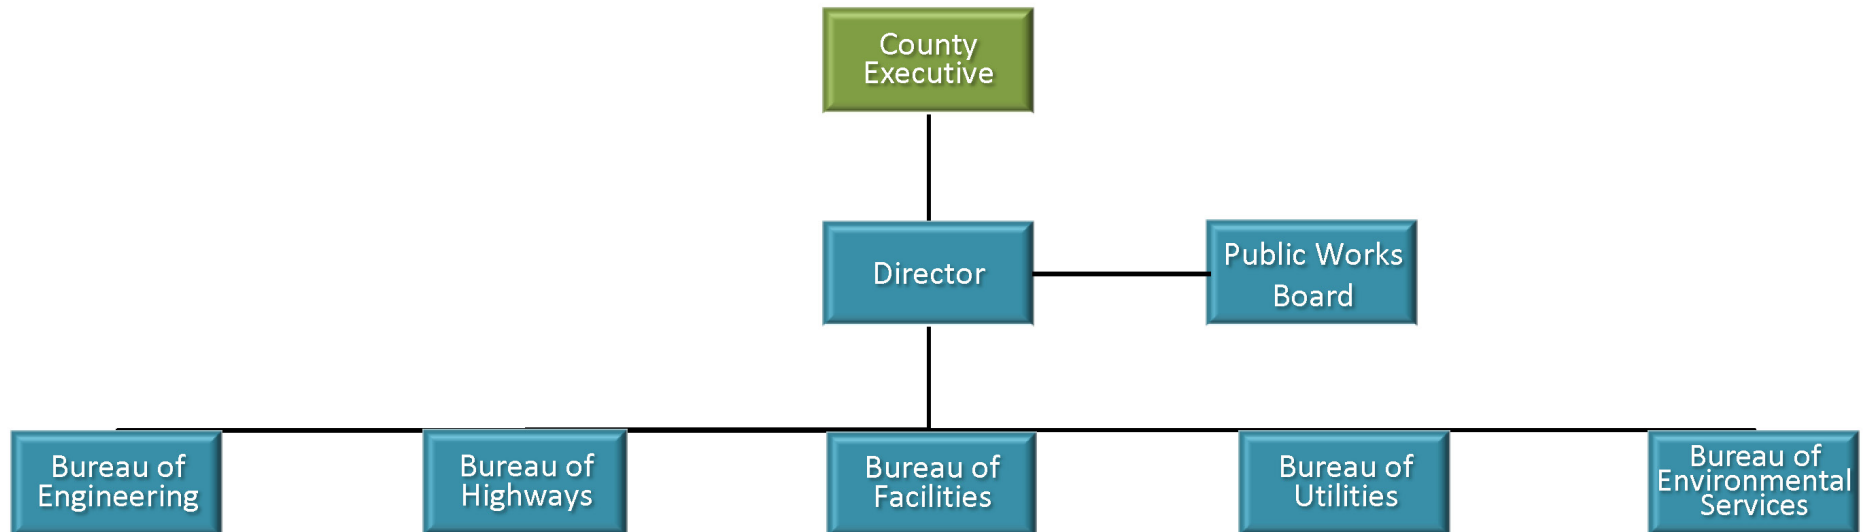 County
Executive
Director
Public Works
Board
Bureau of
Engineering
Bureau of
Highways
Bureau of
Facilities
Bureau of
Utilities
Bureau of
Environmental
Services